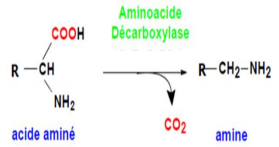 Aminoacide
Décarboxylase
COOH
R – CH
NH₂
R–CH₂–NH₂
CO₂
acide aminé
amine